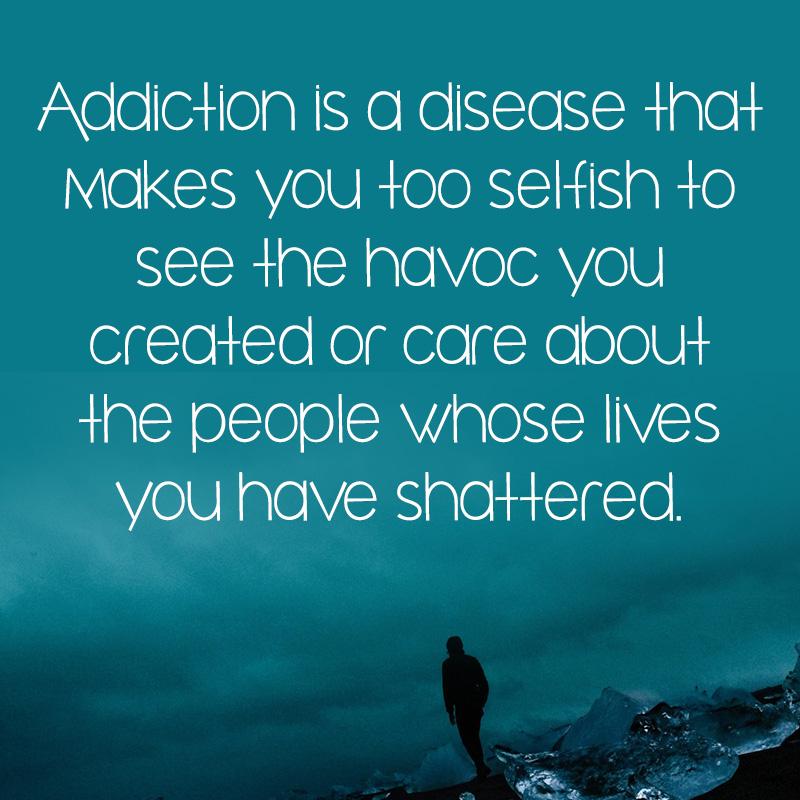 Addiction is a disease that
makes you too selfish to
see the havoc you
created or care about
the people whose lives
you have shattered.